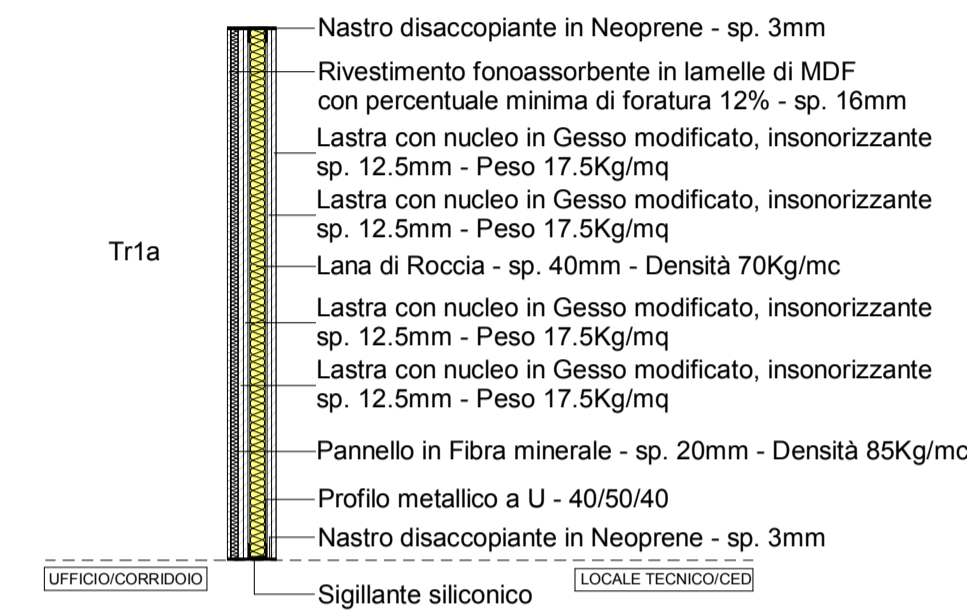 Nastro disaccopiante in Neoprene - sp. 3mm
Rivestimento fonoassorbente in lamelle di MDF
con percentuale minima di foratura 12% - sp. 16mm
Lastra con nucleo in Gesso modificato, insonorizzante
sp. 12.5mm - Peso 17.5Kg/mq
Lastra con nucleo in Gesso modificato, insonorizzante
sp. 12.5mm - Peso 17.5Kg/mq
Tr1a
Lana di Roccia - sp. 40mm - Densità 70Kg/mc
Lastra con nucleo in Gesso modificato, insonorizzante
sp. 12.5mm - Peso 17.5Kg/mq
Lastra con nucleo in Gesso modificato, insonorizzante
sp. 12.5mm - Peso 17.5Kg/mq
Pannello in Fibra minerale - sp. 20mm - Densità 85Kg/mc
Profilo metallico a U - 40/50/40
Nastro disaccopiante in Neoprene - sp. 3mm
UFFICIO/CORRIDOIO
LOCALE TECNICO/CED
Sigillante siliconico